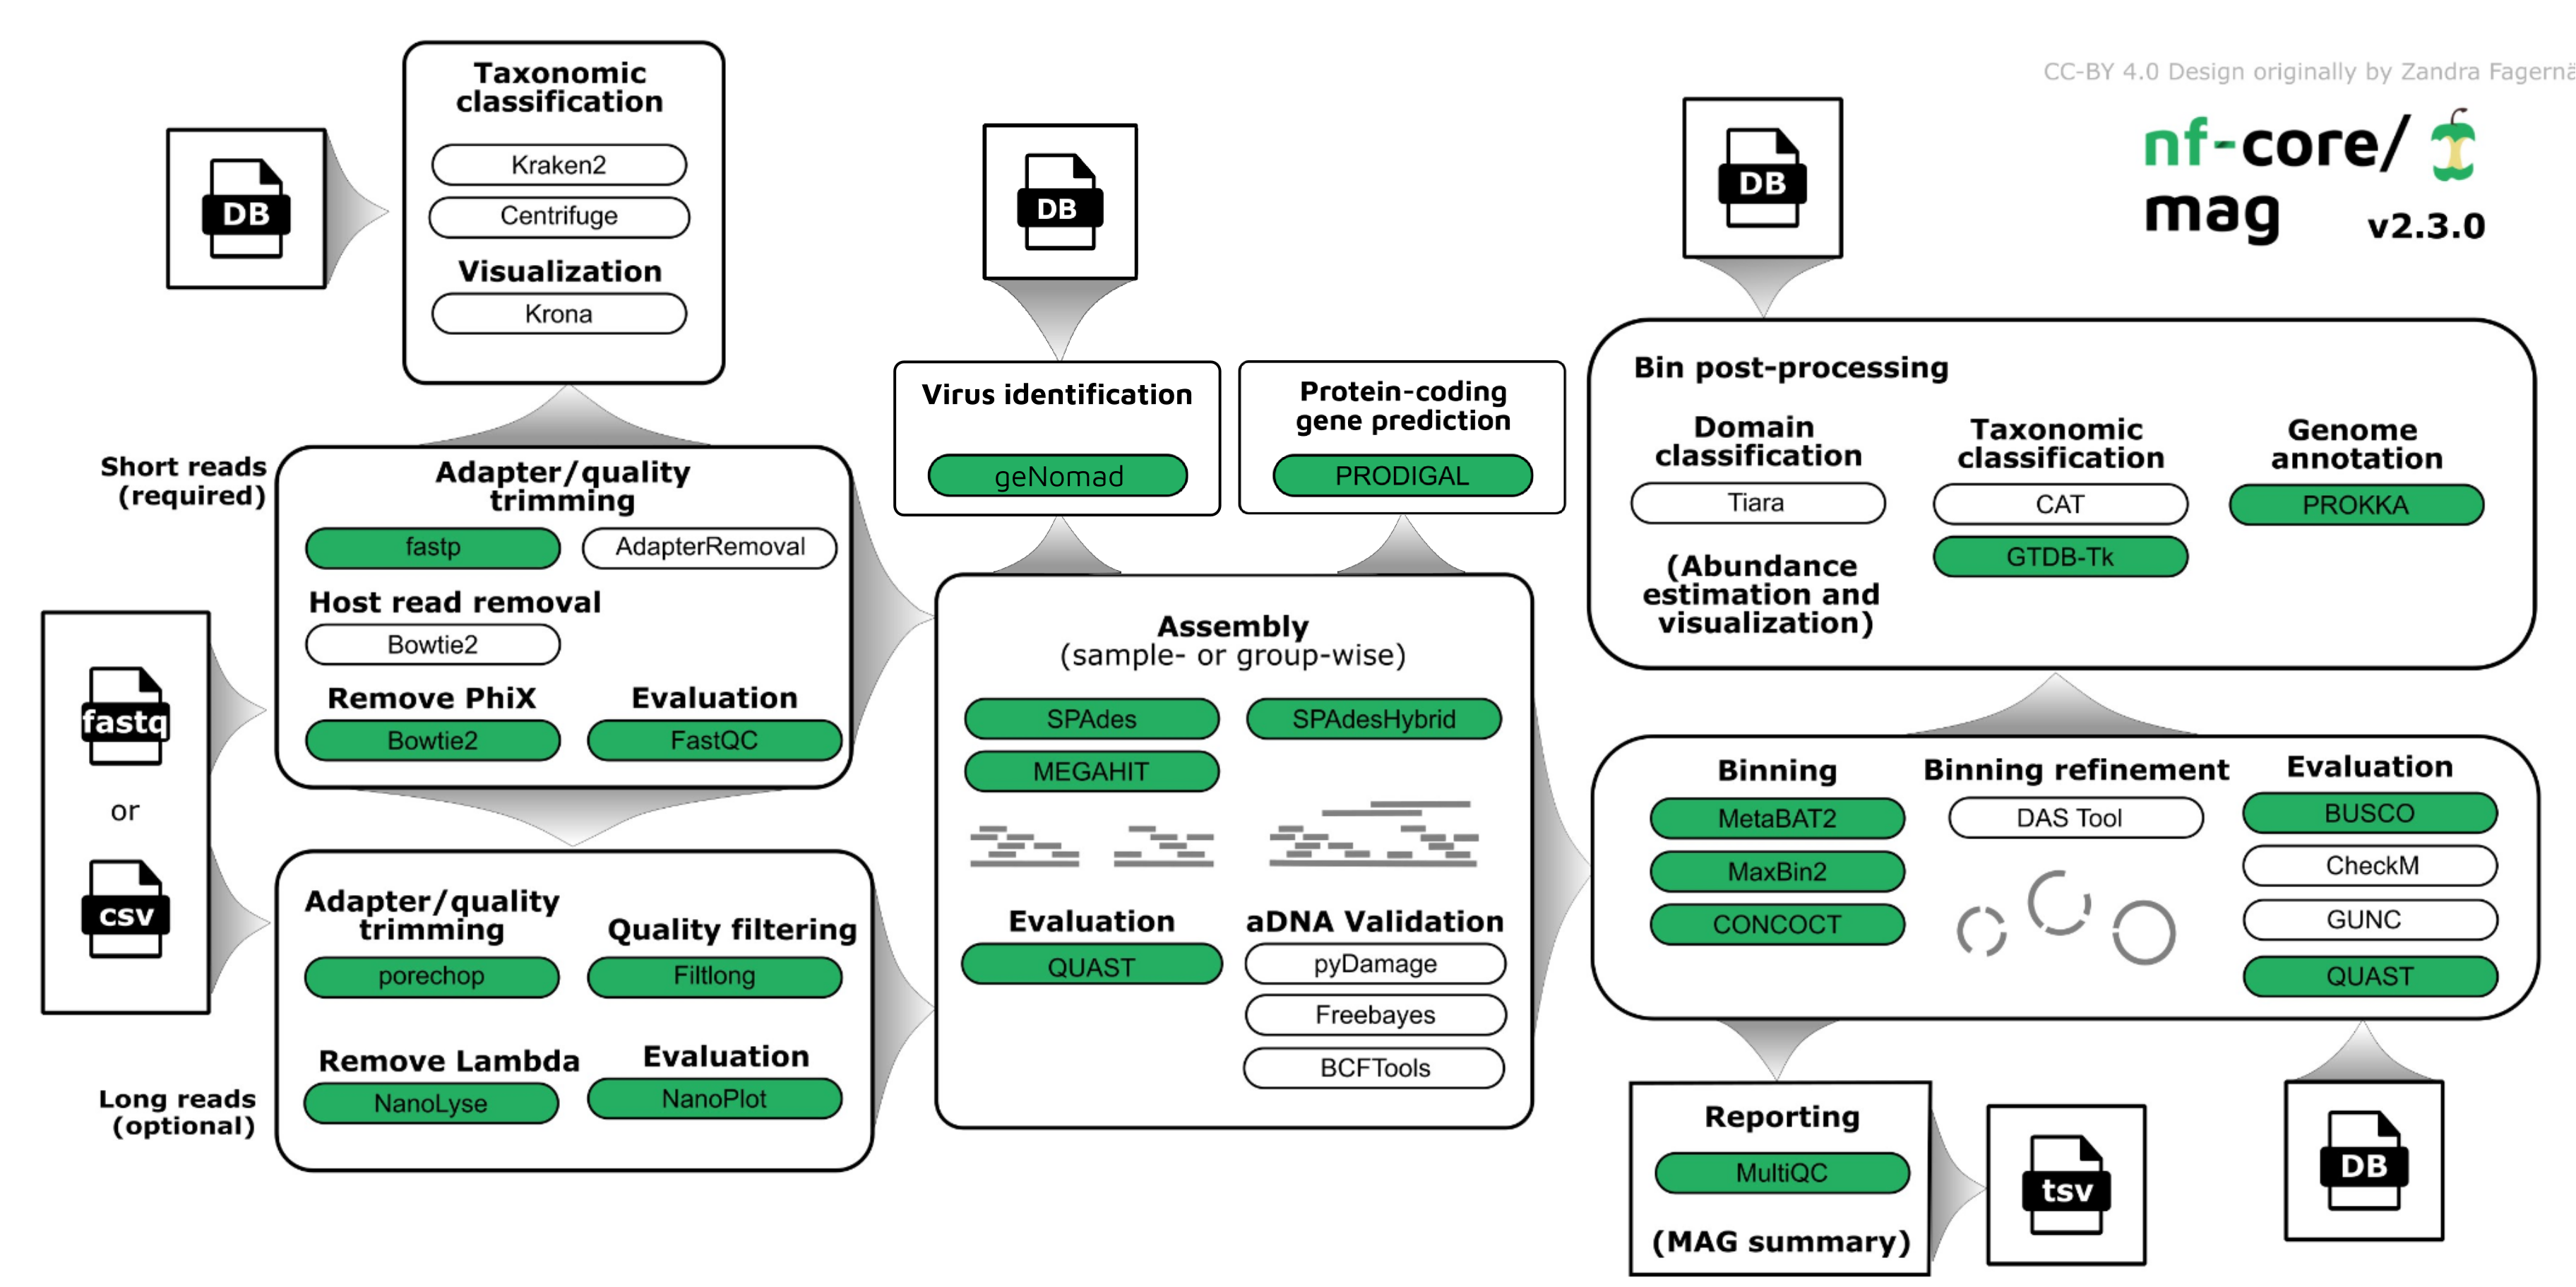 CC-BY 4.0 Design originally by Zandra Fagernä
nf-core/
mag
v2.3.0
DB
Taxonomic
classification
Kraken2
Centrifuge
Visualization
Krona
Short reads
(required)
Adapter/quality
trimming
fastp
AdapterRemoval
Host read removal
Bowtie2
Remove PhiX
Bowtie2
Evaluation
FastQC
fastq
or
csv
Long reads
(optional)
Adapter/quality
trimming
porechop
Quality filtering
Filtlong
Remove Lambda
NanoLyse
Evaluation
NanoPlot
DB
Virus identification
geNomad
Protein-coding
gene prediction
PRODIGAL
Assembly
(sample- or group-wise)
SPAdes
SPAdesHybrid
MEGAHIT
Evaluation
QUAST
aDNA Validation
pyDamage
Freebayes
BCFTools
DB
Bin post-processing
Domain
classification
Tiara
(Abundance
estimation and
visualization)
Taxonomic
classification
CAT
GTDB-Tk
Genome
annotation
PROKKA
Binning
MetaBAT2
MaxBin2
CONCOCT
Binning refinement
DAS Tool
Evaluation
BUSCO
CheckM
GUNC
QUAST
Reporting
MultiQC
(MAG summary)
tsv
DB